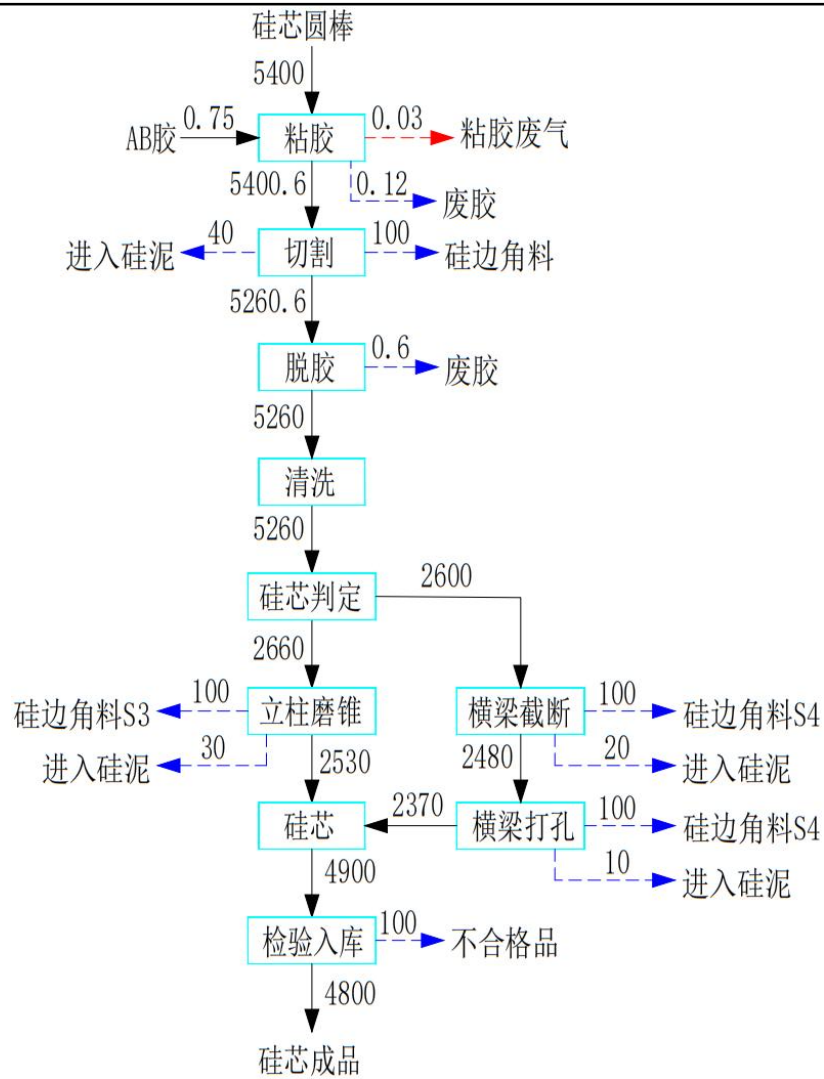 硅芯圆棒
5400
AB胶
0.75
粘胶
0.03
粘胶废气
5400.6
0.12
废胶
进入硅泥
40
切割
100
硅边角料
5260.6
脱胶
0.6
废胶
5260
清洗
5260
硅芯判定
2600
2660
硅边角料S3
100
立柱磨锥
横梁截断
100
硅边角料S4
进入硅泥
30
2530
2480
20
进入硅泥
硅芯
2370
横梁打孔
100
硅边角料S4
4900
10
进入硅泥
检验入库
100
不合格品
4800
硅芯成品